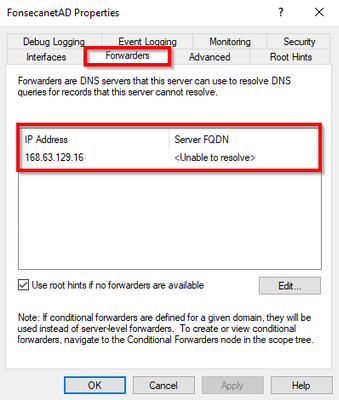 FonsecanetAD Properties
? ×
Debug Logging Event Logging Monitoring Security
Interfaces Forwarders Advanced Root Hints
Forwarders are DNS servers that this server can use to resolve DNS
queries for records that this server cannot resolve.
IP Address Server FQDN
168.63.129.16 <Unable to resolve>
Use root hints if no forwarders are available Edit...
Note: If conditional forwarders are defined for a given domain, they will be
used instead of server-level forwarders. To create or view conditional
forwarders, navigate to the Conditional Forwarders node in the scope tree.
OK Cancel Apply Help